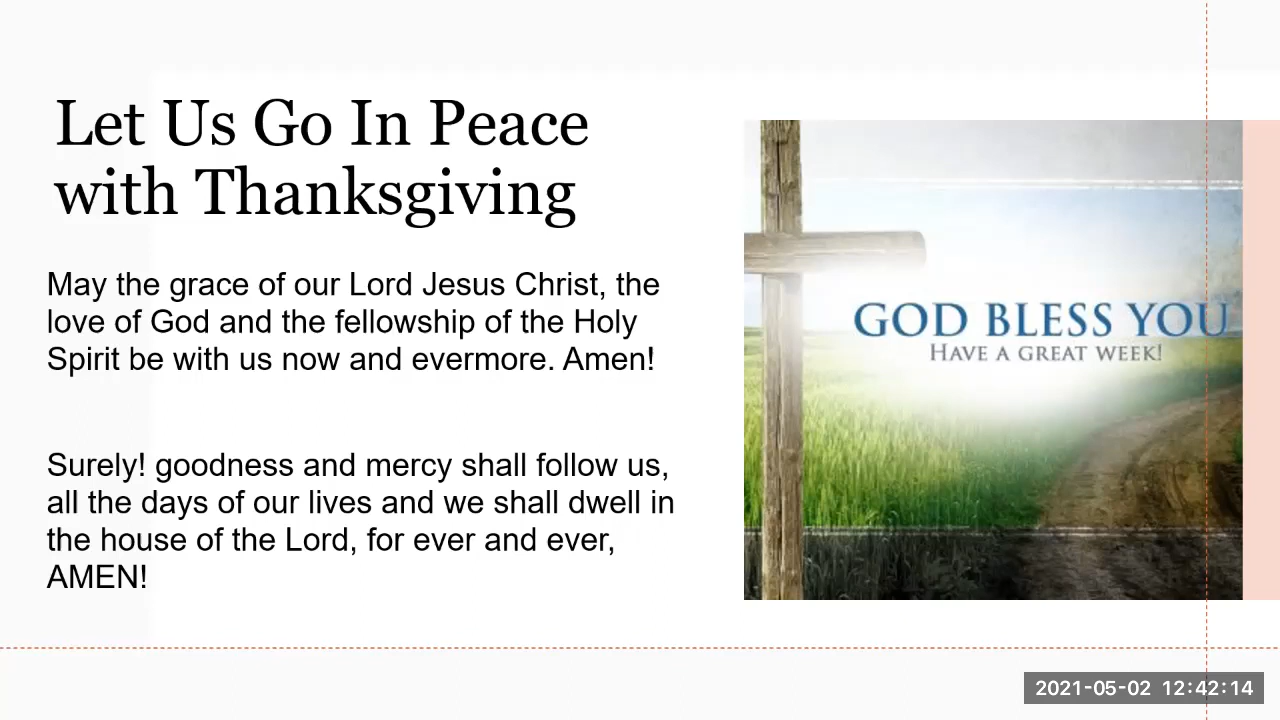 Let Us Go In Peace
with Thanksgiving
May the grace of our Lord Jesus Christ, the
love of God and the fellowship of the Holy
Spirit be with us now and evermore. Amen!
Surely! goodness and mercy shall follow us,
all the days of our lives and we shall dwell in
the house of the Lord, for ever and ever,
AMEN!
GOD BLESS YOU
HAVE A GREAT WEEK!
2021-05-02 12:42:14